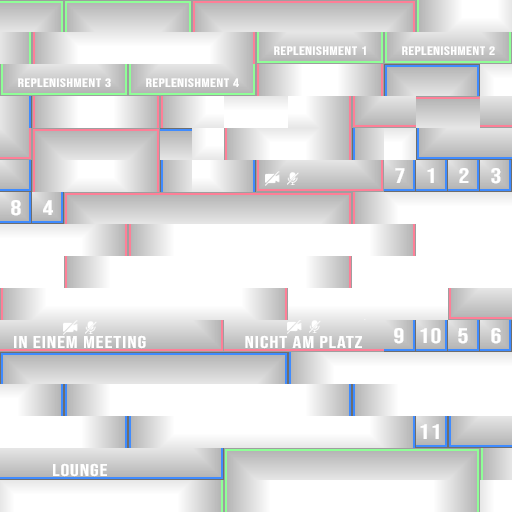 REPLENISHMENT 1
REPLENISHMENT 2
REPLENISHMENT 3
REPLENISHMENT 4
7 1 2 3
8 4
IN EINEM MEETING
NICHT AM PLATZ
9 10 5 6
11
LOUNGE